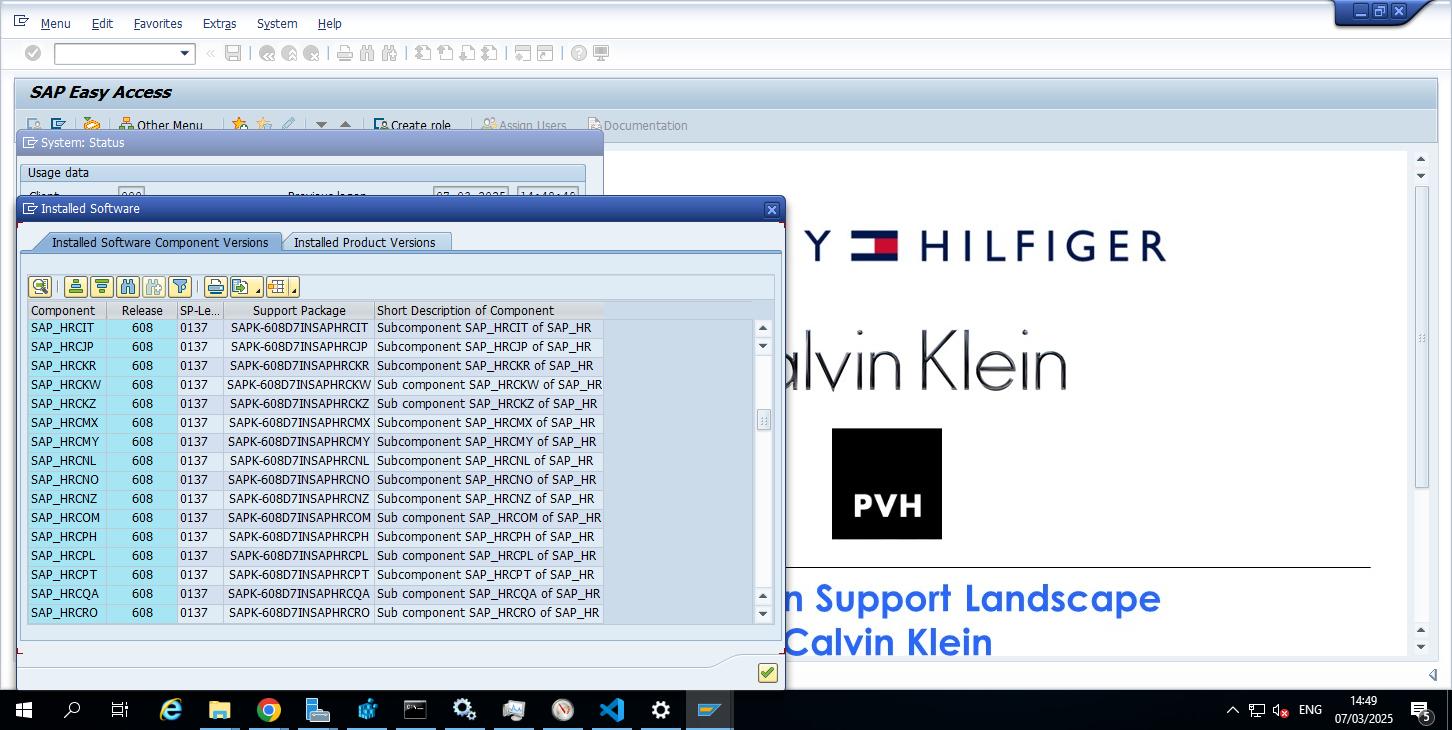 Menu Edit Favorites Extras System Help
SAP Easy Access
Other Menu Create role Assign Users Documentation
System: Status
Usage data
Installed Software
Installed Software Component Versions Installed Product Versions
Component Release SP-Le... Support Package Short Description of Component
SAP_HRCIT 608 0137 SAPK-608D7INSAPHRCIT Subcomponent SAP_HRCIT of SAP_HR
SAP_HRCJP 608 0137 SAPK-608D7INSAPHRCJP Subcomponent SAP_HRCJP of SAP_HR
SAP_HRCKR 608 0137 SAPK-608D7INSAPHRCKR Subcomponent SAP_HRCKR of SAP_HR
SAP_HRCKW 608 0137 SAPK-608D7INSAPHRCKW Sub component SAP_HRCKW of SAP_HR
SAP_HRCKZ 608 0137 SAPK-608D7INSAPHRCKZ Sub component SAP_HRCKZ of SAP_HR
SAP_HRCMX 608 0137 SAPK-608D7INSAPHRCMX Subcomponent SAP_HRCMX of SAP_HR
SAP_HRCMY 608 0137 SAPK-608D7INSAPHRCMY Subcomponent SAP_HRCMY of SAP_HR
SAP_HRCNL 608 0137 SAPK-608D7INSAPHRCNL Subcomponent SAP_HRCNL of SAP_HR
SAP_HRCNO 608 0137 SAPK-608D7INSAPHRCNO Subcomponent SAP_HRCNO of SAP_HR
SAP_HRCNZ 608 0137 SAPK-608D7INSAPHRCNZ Subcomponent SAP_HRCNZ of SAP_HR
SAP_HRCOM 608 0137 SAPK-608D7INSAPHRCOM Sub component SAP_HRCOM of SAP_HR
SAP_HRCPH 608 0137 SAPK-608D7INSAPHRCPH Subcomponent SAP_HRCPH of SAP_HR
SAP_HRCPL 608 0137 SAPK-608D7INSAPHRCPL Sub component SAP_HRCPL of SAP_HR
SAP_HRCPT 608 0137 SAPK-608D7INSAPHRCPT Subcomponent SAP_HRCPT of SAP_HR
SAP_HRCQA 608 0137 SAPK-608D7INSAPHRCQA Sub component SAP_HRCQA of SAP_HR
SAP_HRCRO 608 0137 SAPK-608D7INSAPHRCRO Sub component SAP_HRCRO of SAP_HR
Y HILFIGER
alvin Klein
PVH
n Support Landscape
Calvin Klein
ENG
14:49
07/03/2025
5